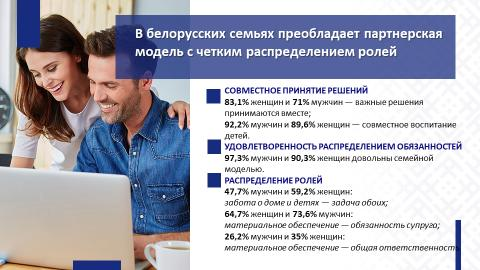 В белорусских семьях преобладает партнерская
модель с четким распределением ролей
СОВМЕСТНОЕ ПРИНЯТИЕ РЕШЕНИЙ
83,1% женщин и 71% мужчин — важные решения
принимаются вместе;
92,2% мужчин и 89,6% женщин — совместное воспитание
детей.
УДОВЛЕТВОРЕННОСТЬ РАСПРЕДЕЛЕНИЕМ ОБЯЗАННОСТЕЙ
97,3% мужчин и 90,3% женщин довольны семейной
моделью.
РАСПРЕДЕЛЕНИЕ РОЛЕЙ
47,7% мужчин и 59,2% женщин:
забота о доме и детях — задача обоих;
64,7% женщин и 73,6% мужчин:
материальное обеспечение — обязанность супруга;
26,2% мужчин и 35% женщин:
материальное обеспечение — общая ответственность